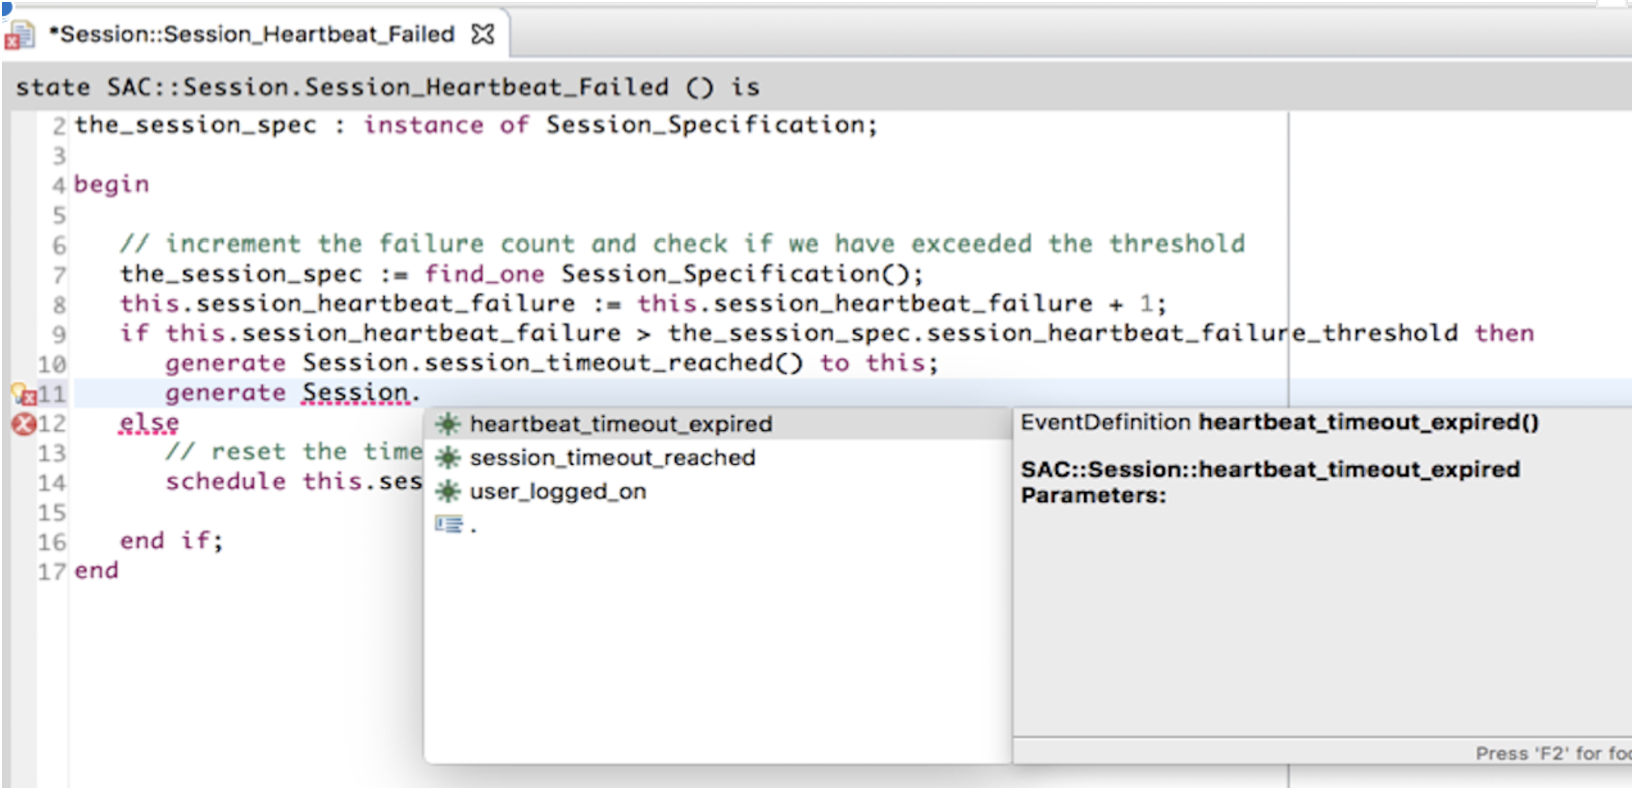 *Session::Session_Heartbeat_Failed
state SAC::Session.Session_Heartbeat_Failed () is
2 the_session_spec : instance of Session_Specification;
3
4 begin
5
6 // increment the failure count and check if we have exceeded the threshold
7 the_session_spec := find_one Session_Specification();
8 this.session_heartbeat_failure := this.session_heartbeat_failure + 1;
9 if this.session_heartbeat_failure > the_session_spec.session_heartbeat_failure_threshold then
10 generate Session.session_timeout_reached() to this;
11 generate Session.
12 else
13 // reset the time
14 schedule this.ses
15
16 end if;
17 end
heartbeat_timeout_expired
session_timeout_reached
user_logged_on
.
EventDefinition heartbeat_timeout_expired()
SAC::Session::heartbeat_timeout_expired
Parameters:
Press 'F2' for foc